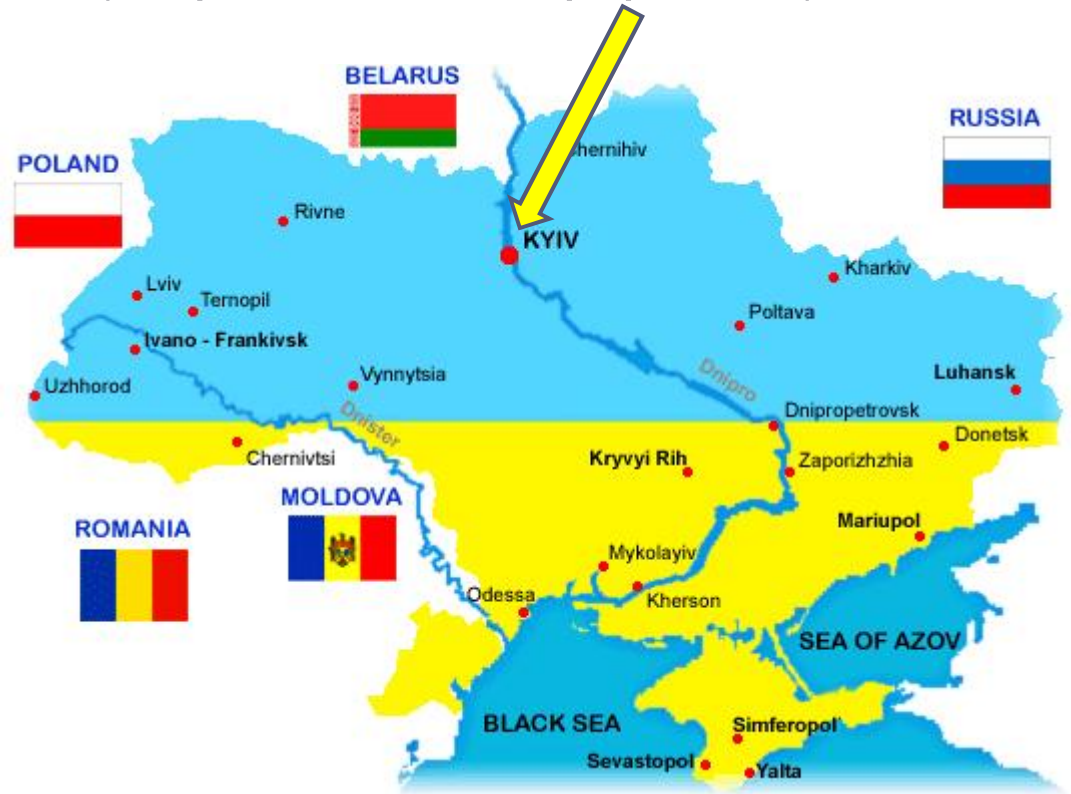 BELARUS
RUSSIA
POLAND
hernihiv
Rivne
KYIV
Kharkiv
Lviv
Ternopil
Poltava
Ivano - Frankivsk
Vynnytsia
Dnipro
Luhansk
Uzhhorod
Dnister
Dnipropetrovsk
Donetsk
Chernivtsi
Kryvyi Rih
Zaporizhzhia
MOLDOVA
ROMANIA
Mariupol
Mykolayiv
Odessa
Kherson
SEA OF AZOV
BLACK SEA
Simferopol
Sevastopol
Yalta